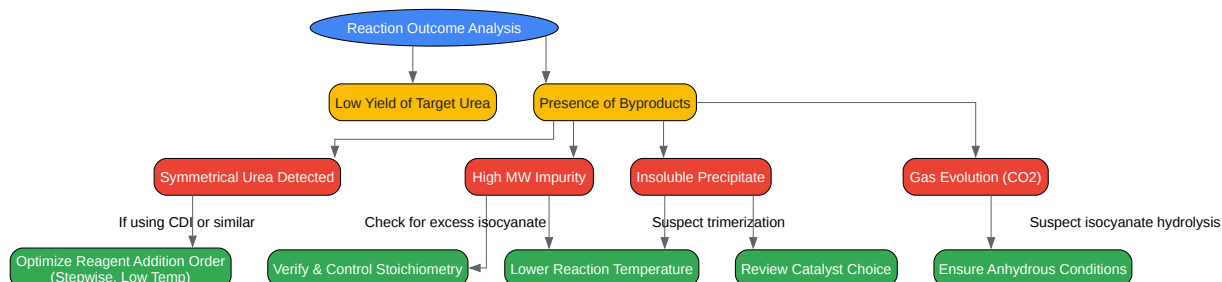 Reaction Outcome Analysis
Low Yield of Target Urea
Presence of Byproducts
Symmetrical Urea Detected
High MW Impurity
Insoluble Precipitate
Gas Evolution (CO2)
If using CDI or similar
Check for excess isocyanate
Suspect trimerization
Suspect isocyanate hydrolysis
Optimize Reagent Addition Order
(Stepwise, Low Temp)
Verify & Control Stoichiometry
Lower Reaction Temperature
Review Catalyst Choice
Ensure Anhydrous Conditions